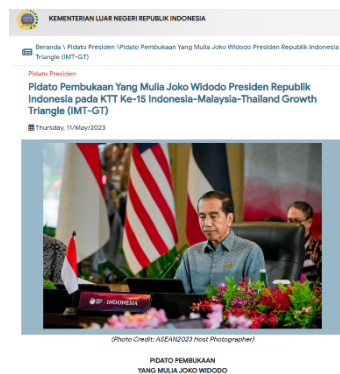 KEMENTERIAN LUAR NEGERI REPUBLIK INDONESIA
Beranda \ Pidato Presiden \Pidato Pembukaan Yang Mulia Joko Widodo Presiden Republik Indonesia
Triangle (IMT-GT)
Pidato Presiden
Pidato Pembukaan Yang Mulia Joko Widodo Presiden Republik
Indonesia pada KTT Ke-15 Indonesia-Malaysia-Thailand Growth
Triangle (IMT-GT)
Thursday, 11/May/2023
INDONESIA
(Photo Credit: ASEAN2023 Host Photographer)
PIDATO PEMBUKAAN
YANG MULIA JOKO WIDODO